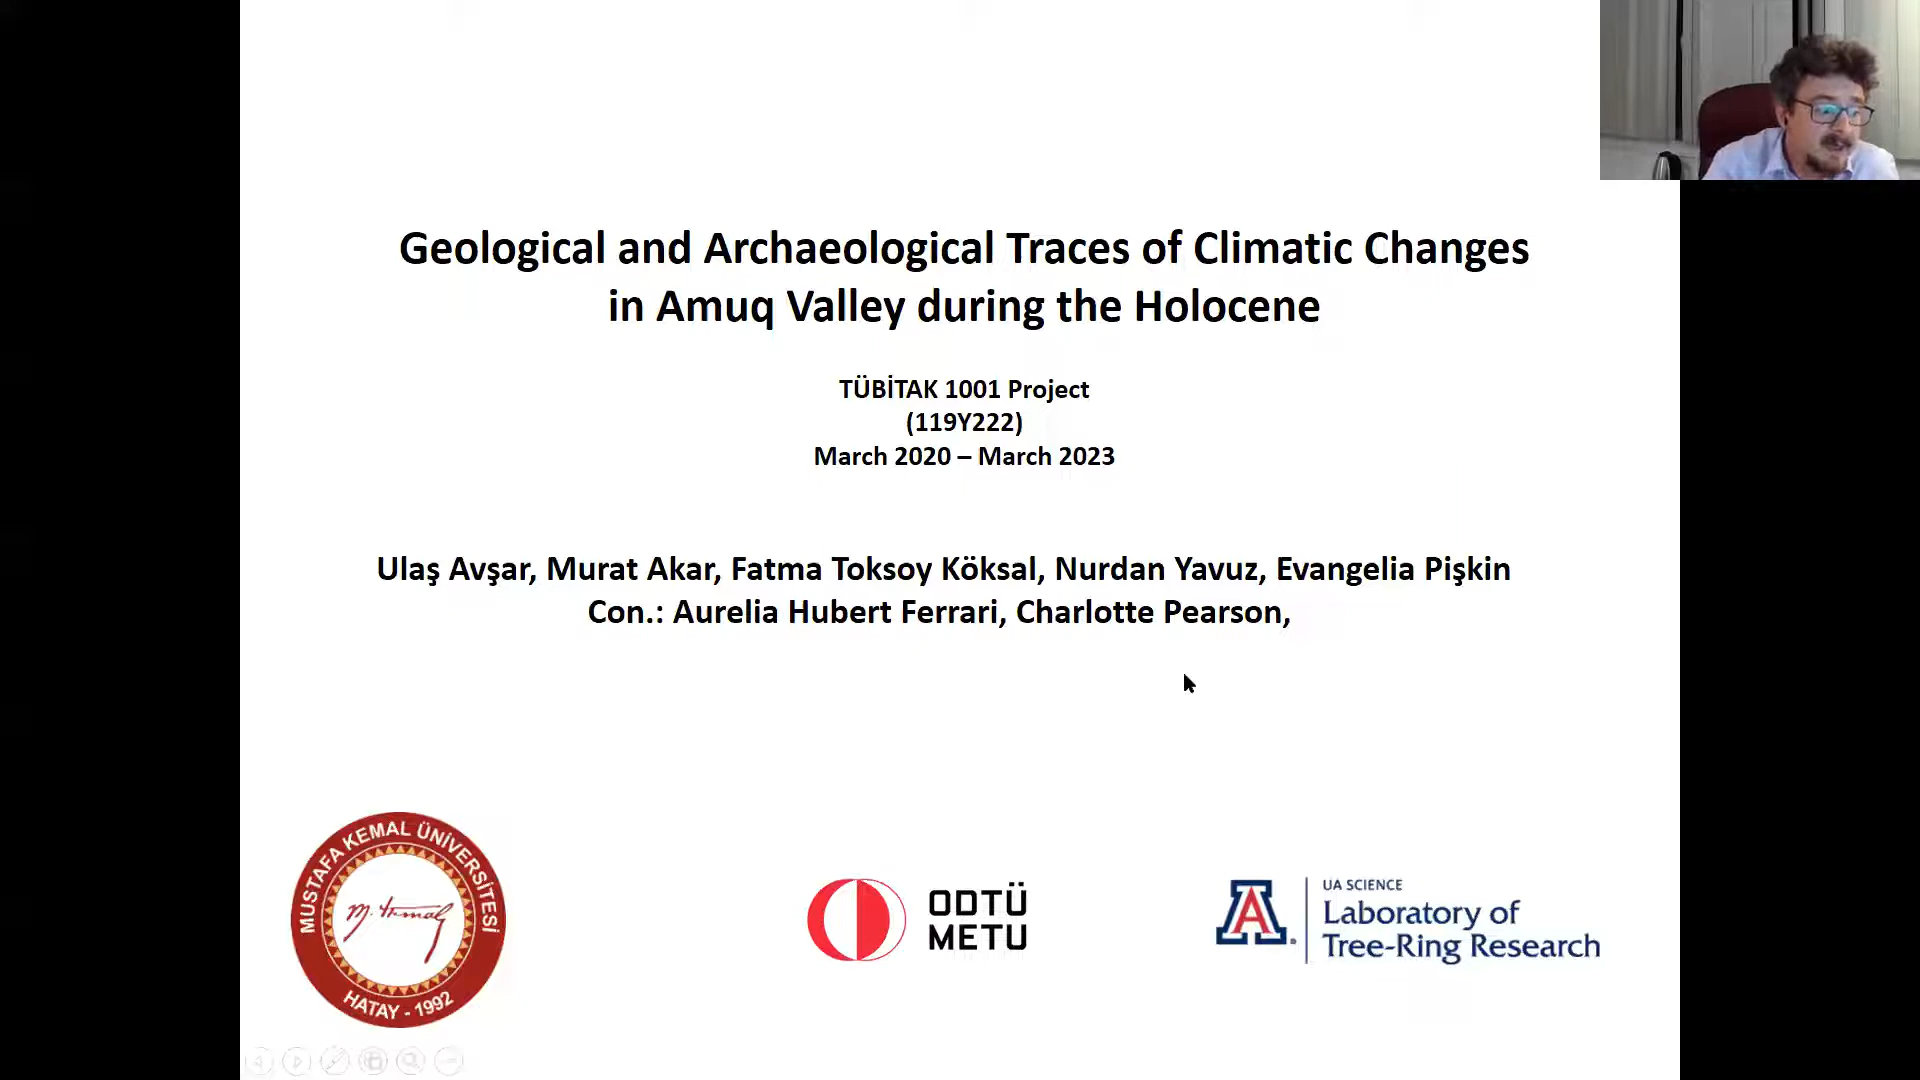 Geological and Archaeological Traces of Climatic Changes
in Amuq Valley during the Holocene
TÜBİTAK 1001 Project
(119Y222)
March 2020 – March 2023
Ulaş Avşar, Murat Akar, Fatma Toksoy Köksal, Nurdan Yavuz, Evangelia Pişkin
Con.: Aurelia Hubert Ferrari, Charlotte Pearson,
MUSTAFA KEMAL ÜNİVERSİTESİ
M. Kemal
HATAY - 1992
ODTÜ
METU
A
UA SCIENCE
Laboratory of
Tree-Ring Research